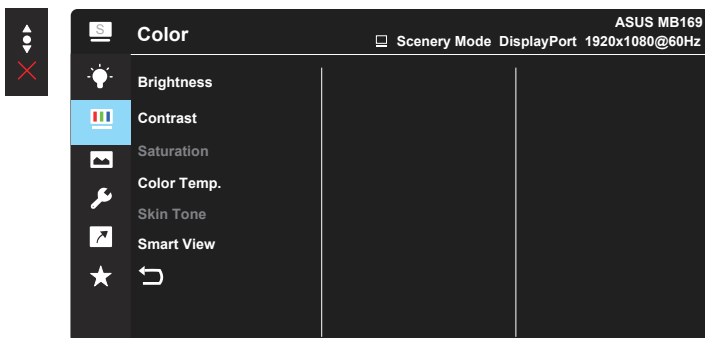 S
Color
ASUS MB169
Scenery Mode DisplayPort 1920x1080@60Hz
Brightness
Contrast
Saturation
Color Temp.
Skin Tone
Smart View